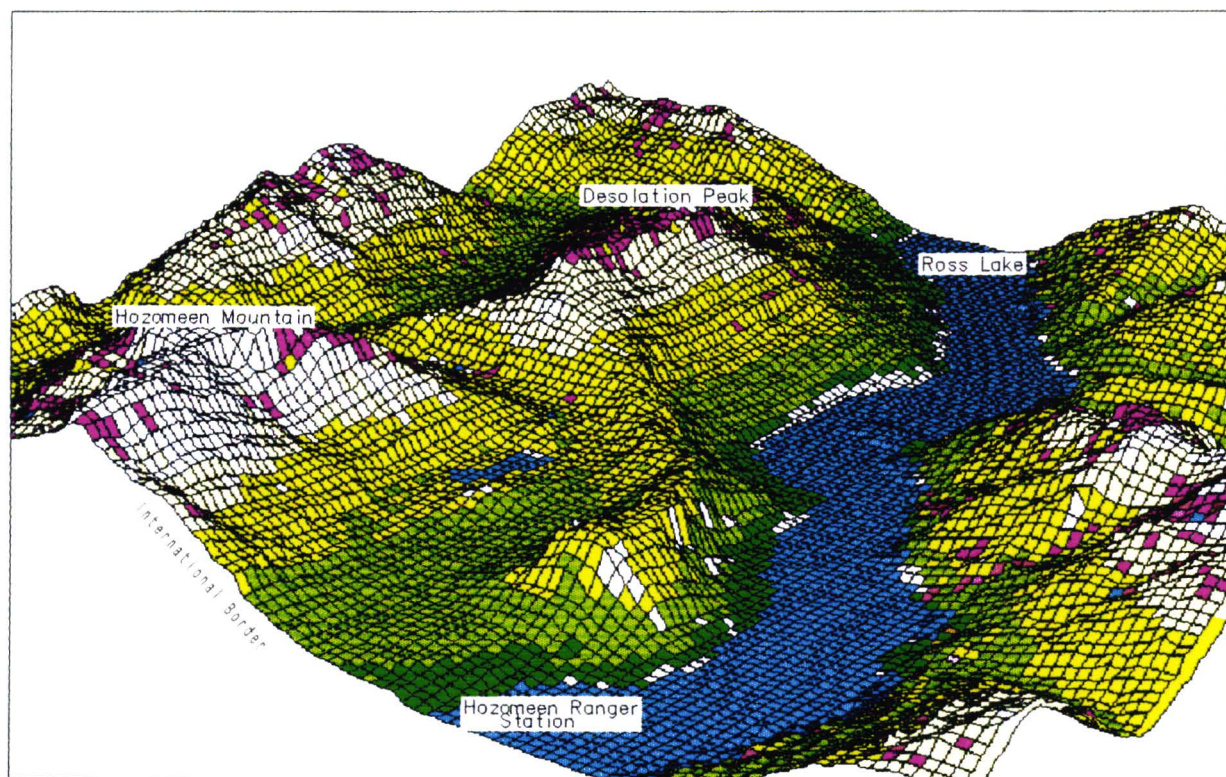 Desolation Peak
Ross Lake
Hozomeen Mountain
International Border
Hozomeen Ranger
Station